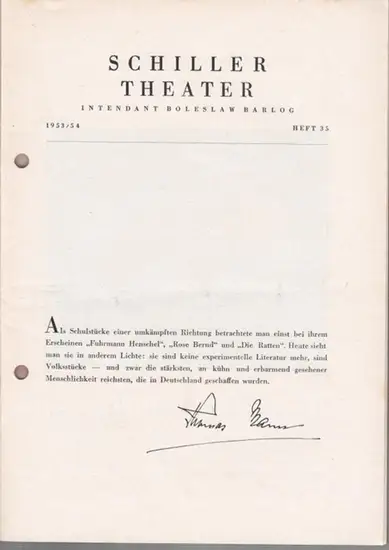 SCHILLER
THEATER
INTENDANT BOLESLAW BARLOG
1953/54 HEFT 35
Als Schulstücke einer umkämpften Richtung betrachtete man einst bei ihrem
Erscheinen „Fuhrmann Henschel“, „Rose Bernd“ und „Die Ratten“. Heute sieht
man sie in anderem Lichte: sie sind keine experimentelle Literatur mehr, sind
Volksstücke — und zwar die stärksten, an kühn und erbarmend gesehener
Menschlichkeit reichsten, die in Deutschland geschaffen wurden.
Thomas Mann